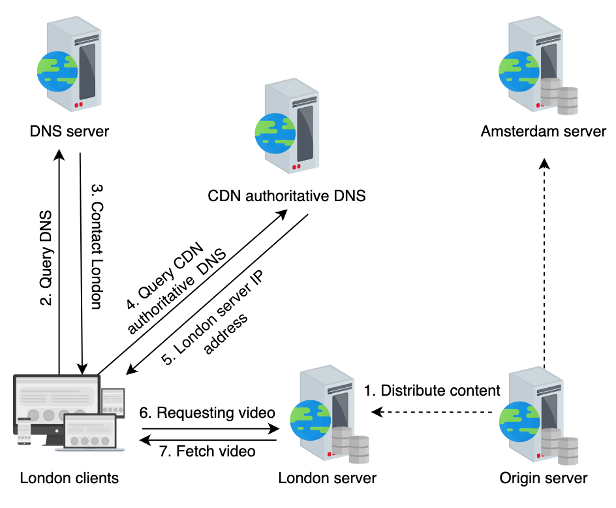 DNS server
Amsterdam server
CDN authoritative DNS
2. Query DNS
3. Contact London
4. Query CDN
authoritative DNS
5. London server IP
address
1. Distribute content
6. Requesting video
7. Fetch video
London clients
London server
Origin server